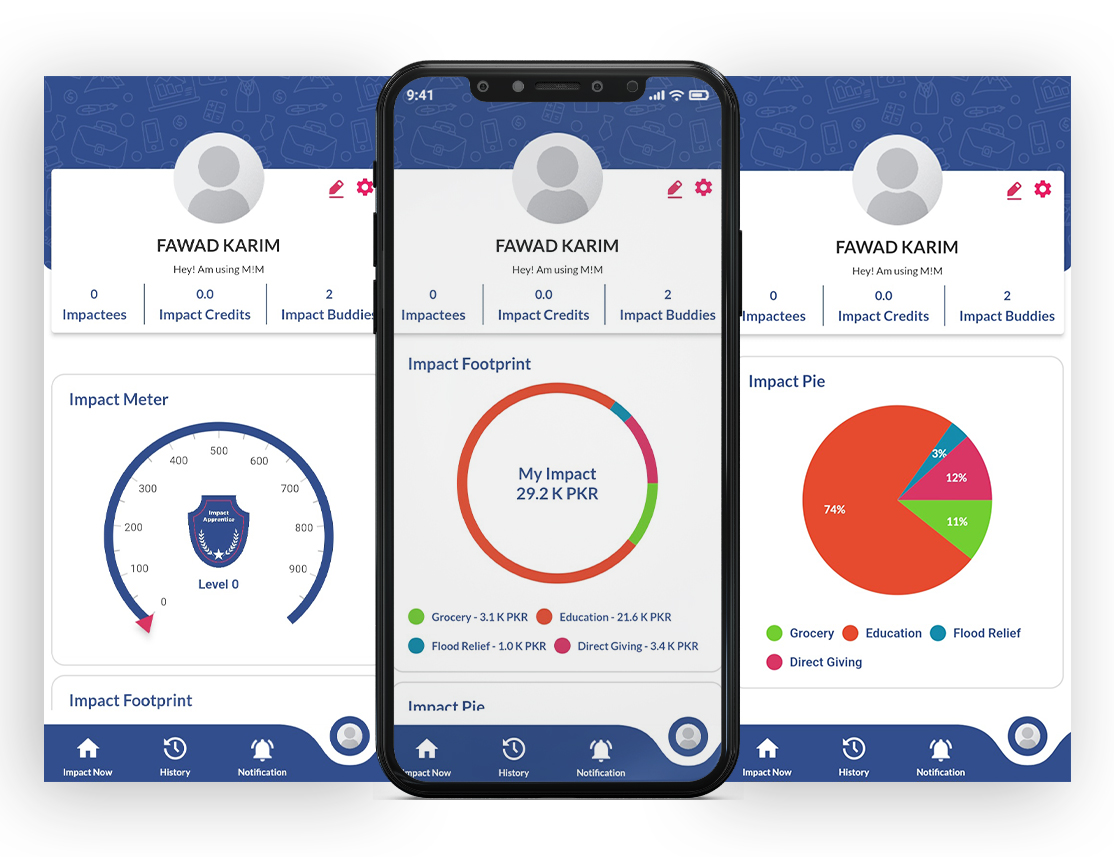 FAWAD KARIM
Hey! Am using M!M
0
Impactees
0.0
Impact Credits
2
Impact Buddies
Impact Meter
0
100
200
300
400
500
600
700
800
900
Impact
Apprentice
Level 0
Impact Footprint
Impact Now
History
Notification
9:41
FAWAD KARIM
Hey! Am using M!M
0
Impactees
0.0
Impact Credits
2
Impact Buddies
Impact Footprint
My Impact
29.2 K PKR
Grocery - 3.1 K PKR
Education - 21.6 K PKR
Flood Relief - 1.0 K PKR
Direct Giving - 3.4 K PKR
Impact Pie
Impact Now
History
Notification
FAWAD KARIM
Hey! Am using M!M
0
Impactees
0.0
Impact Credits
2
Impact Buddies
Impact Pie
3%
12%
74%
11%
Grocery
Education
Flood Relief
Direct Giving
Impact Now
History
Notification